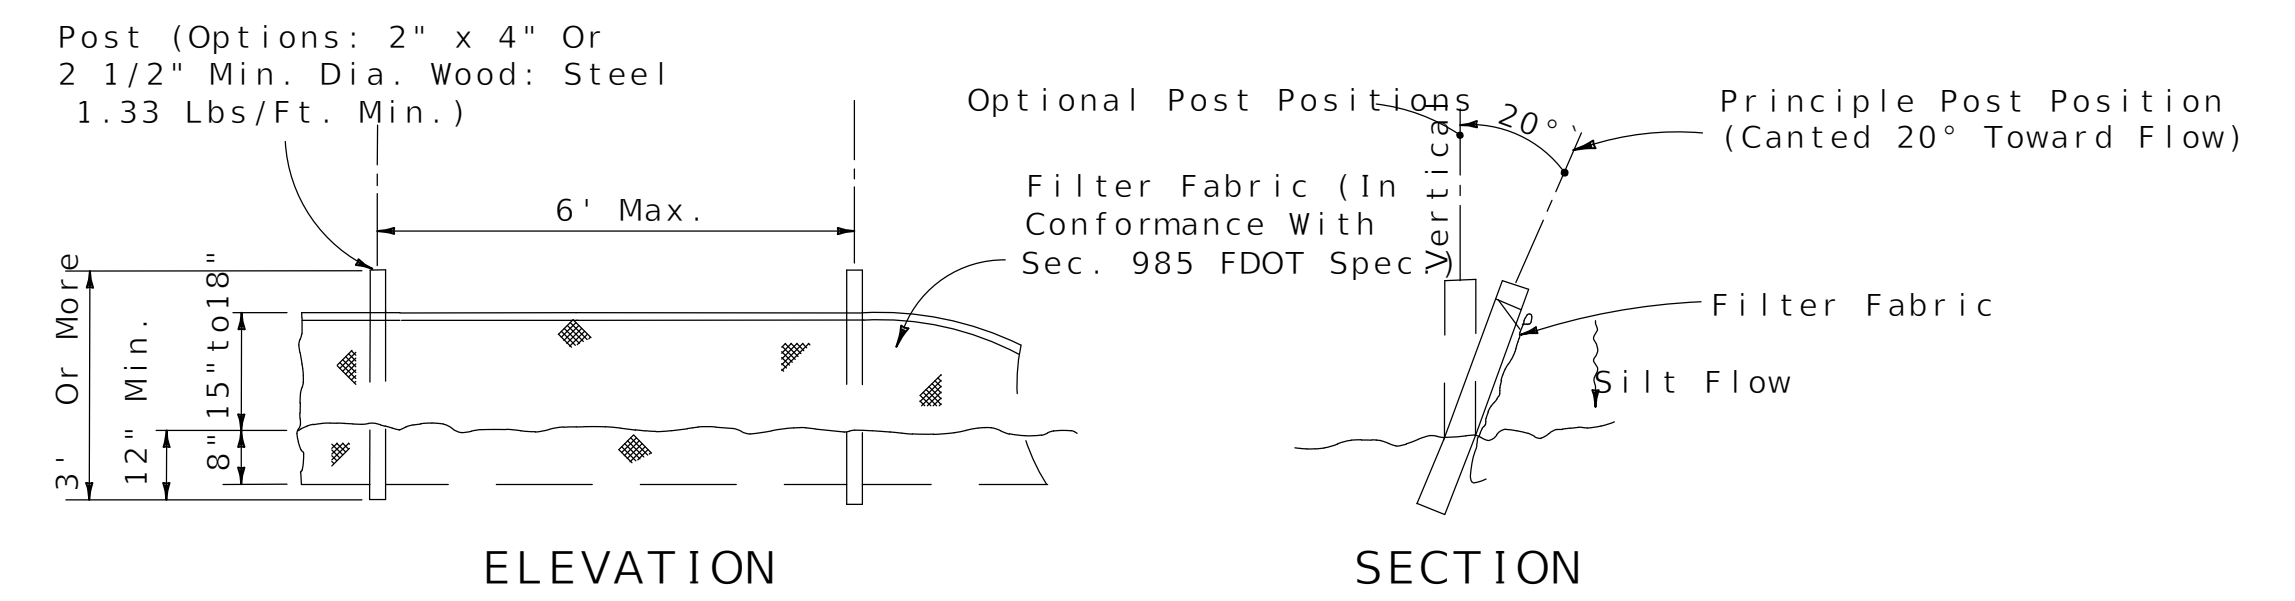 Post (Options: 2" x 4" Or
2 1/2" Min. Dia. Wood: Steel
1.33 Lbs/Ft. Min.)
6' Max.
3' Or More
12" Min.
15"to18"
8"
Optional Post Positions
Filter Fabric (In
Conformance With
Sec. 985 FDOT Spec.)
Vertical
20°
Principle Post Position
(Canted 20° Toward Flow)
Filter Fabric
Silt Flow
ELEVATION
SECTION